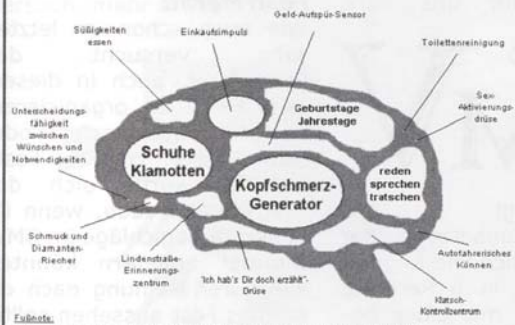 Geld-Aufspür-Sensor
Süßigkeiten
essen
Einkaufsimpuls
Toilettenreinigung
Unterscheidungs-
fähigkeit
zwischen
Wünschen und
Notwendigkeiten
Geburtstage
Jahrestage
Sex-
Aktivierungs-
drüse
Schuhe
Klamotten
Kopfschmerz-
Generator
reden
sprechen
tratschen
Schmuck und
Diamanten-
Riecher
Lindenstraße-
Erinnerungs-
zentrum
"Ich hab's Dir doch erzählt"-
Drüse
Klatsch-
Kontrollzentrum
Autofahrerisches
Können
Fußnote: